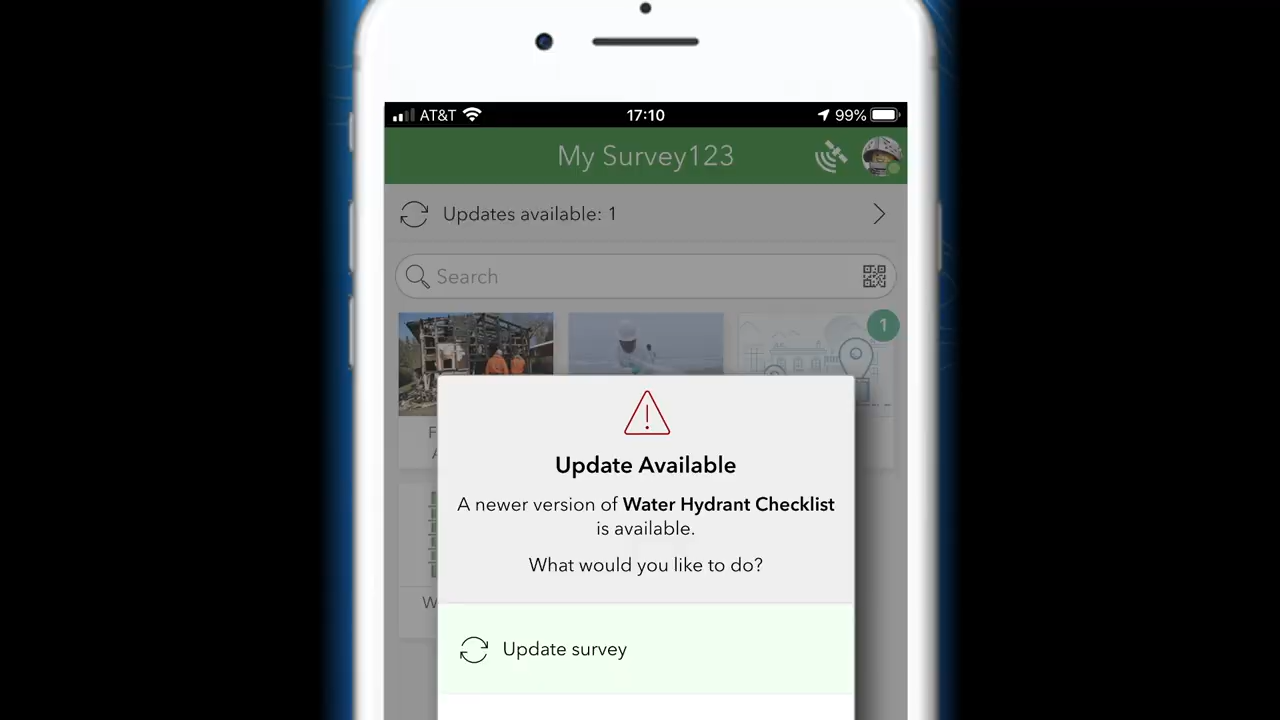 AT&T 17:10 99%
My Survey123
Updates available: 1
Search
1
Update Available
A newer version of Water Hydrant Checklist
is available.
What would you like to do?
Update survey